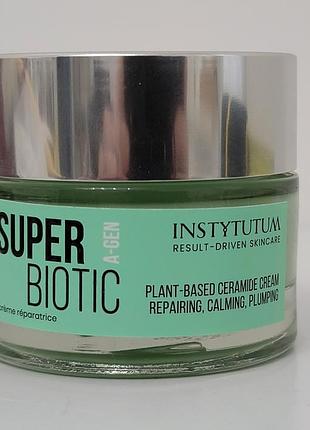 SUPER
BIOTIC
A-GEN
crème réparatrice
INSTYTUTUM
RESULT-DRIVEN SKINCARE
PLANT-BASED CERAMIDE CREAM
REPAIRING, CALMING, PLUMPING